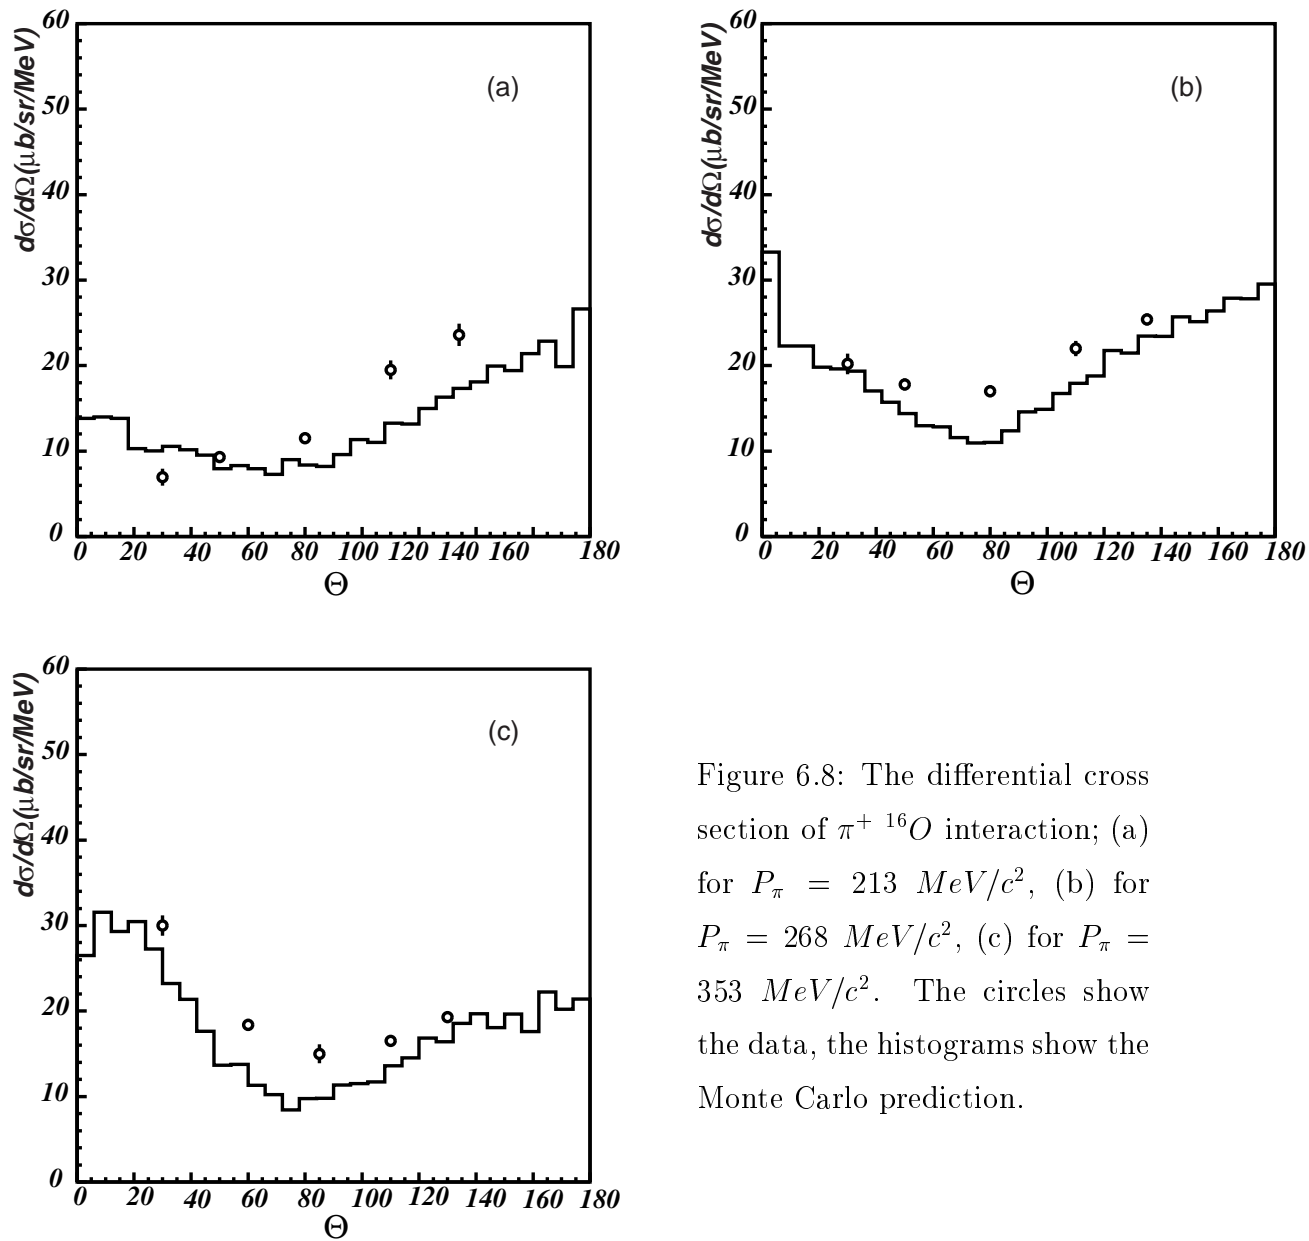 60
50
40
30
20
10
0
dσ/dΩ(μb/sr/MeV)
(a)
0 20 40 60 80 100 120 140 160 180
Θ
60
50
40
30
20
10
0
dσ/dΩ(μb/sr/MeV)
(b)
0 20 40 60 80 100 120 140 160 180
Θ
60
50
40
30
20
10
0
dσ/dΩ(μb/sr/MeV)
(c)
0 20 40 60 80 100 120 140 160 180
Θ
Figure 6.8: The differential cross
section of π⁺ ¹⁶O interaction; (a)
for Pπ = 213 MeV/c², (b) for
Pπ = 268 MeV/c², (c) for Pπ =
353 MeV/c². The circles show
the data, the histograms show the
Monte Carlo prediction.